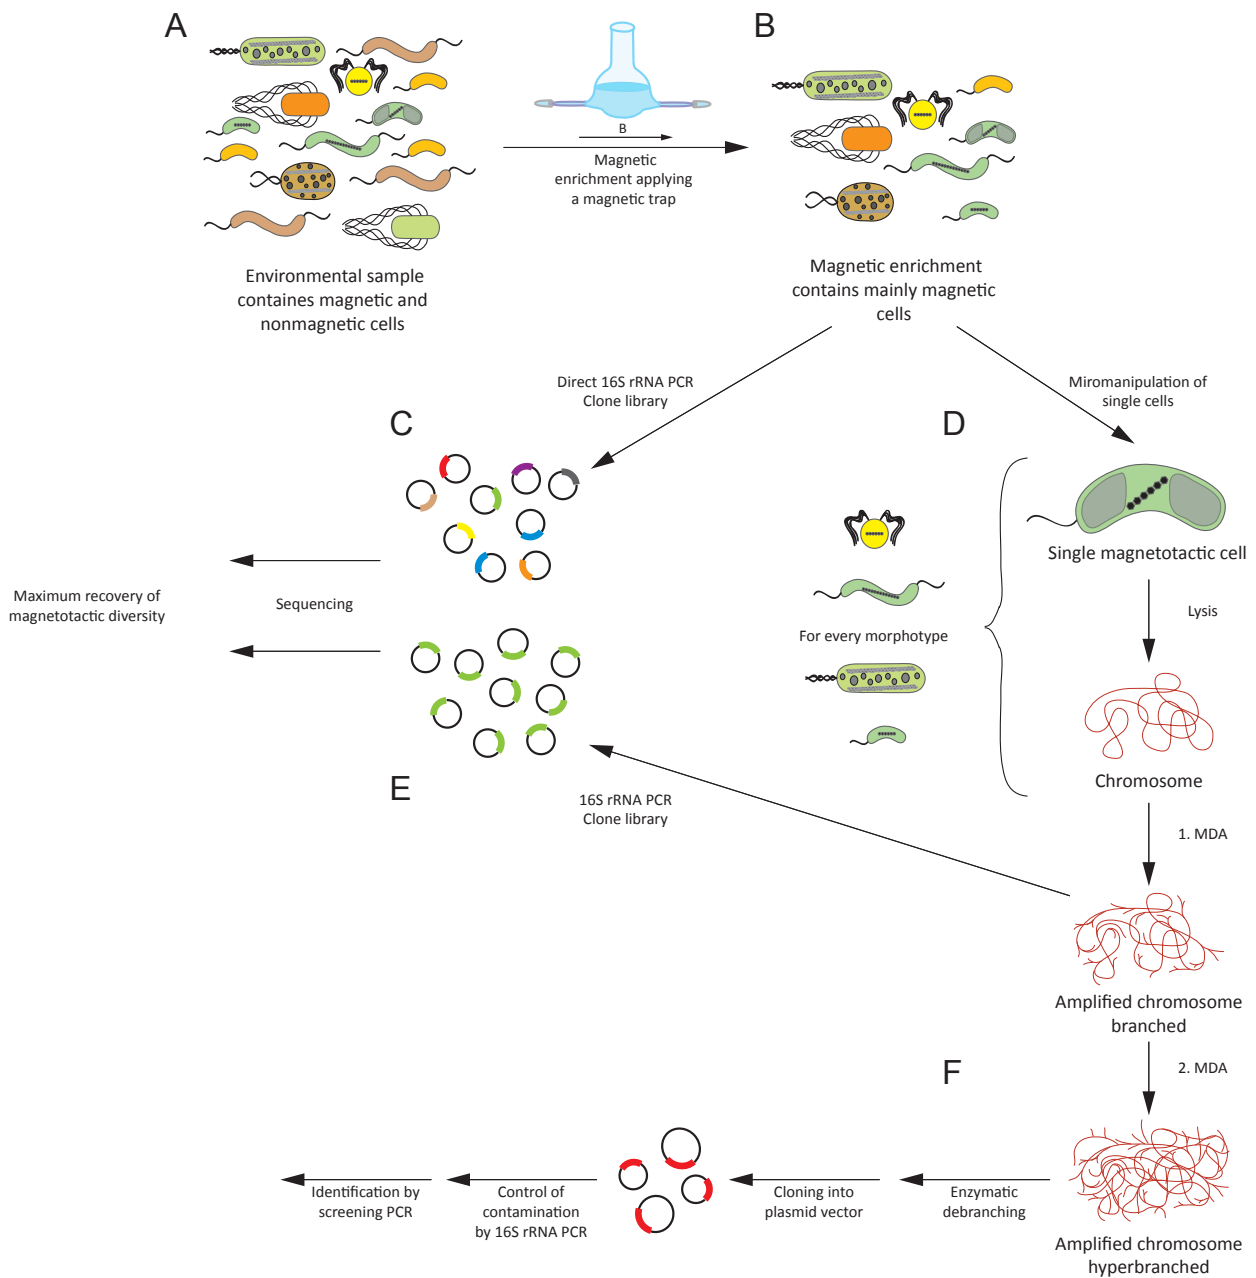 A
B
B
Magnetic
enrichment applying
a magnetic trap
Environmental sample
containes magnetic and
nonmagnetic cells
Magnetic enrichment
contains mainly magnetic
cells
Direct 16S rRNA PCR
Clone library
Miromanipulation of
single cells
C
D
Single magnetotactic cell
Maximum recovery of
magnetotactic diversity
Sequencing
For every morphotype
Lysis
Chromosome
E
16S rRNA PCR
Clone library
1. MDA
Amplified chromosome
branched
F
2. MDA
Identification by
screening PCR
Control of
contamination
by 16S rRNA PCR
Cloning into
plasmid vector
Enzymatic
debranching
Amplified chromosome
hyperbranched